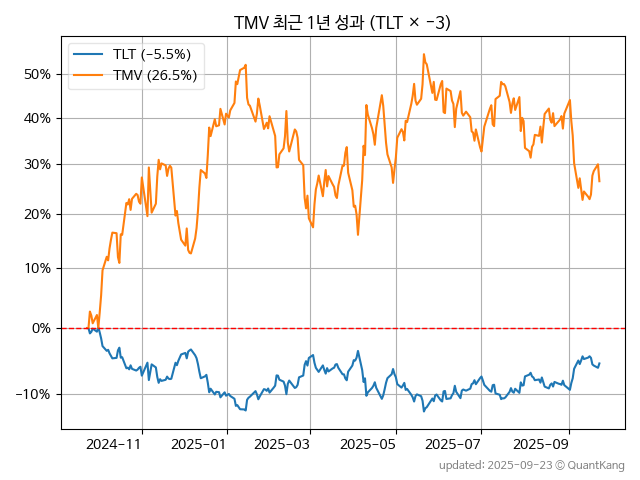 TMV 최근 1년 성과 (TLT × −3)
TLT (−5.5%)
TMV (26.5%)
50%
40%
30%
20%
10%
0%
−10%
2024-11 2025-01 2025-03 2025-05 2025-07 2025-09
updated: 2025-09-23 © QuantKang